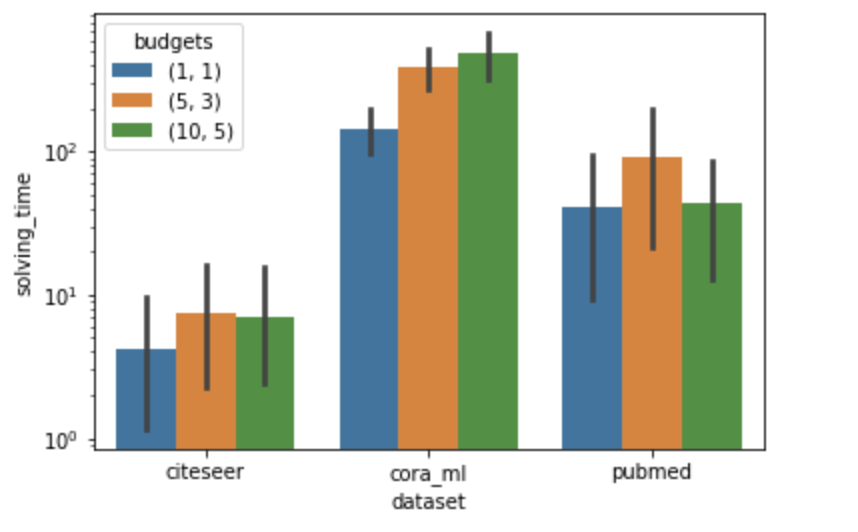 budgets
(1, 1)
(5, 3)
(10, 5)
solving_time
10²
10¹
10⁰
citeseer
cora_ml
pubmed
dataset